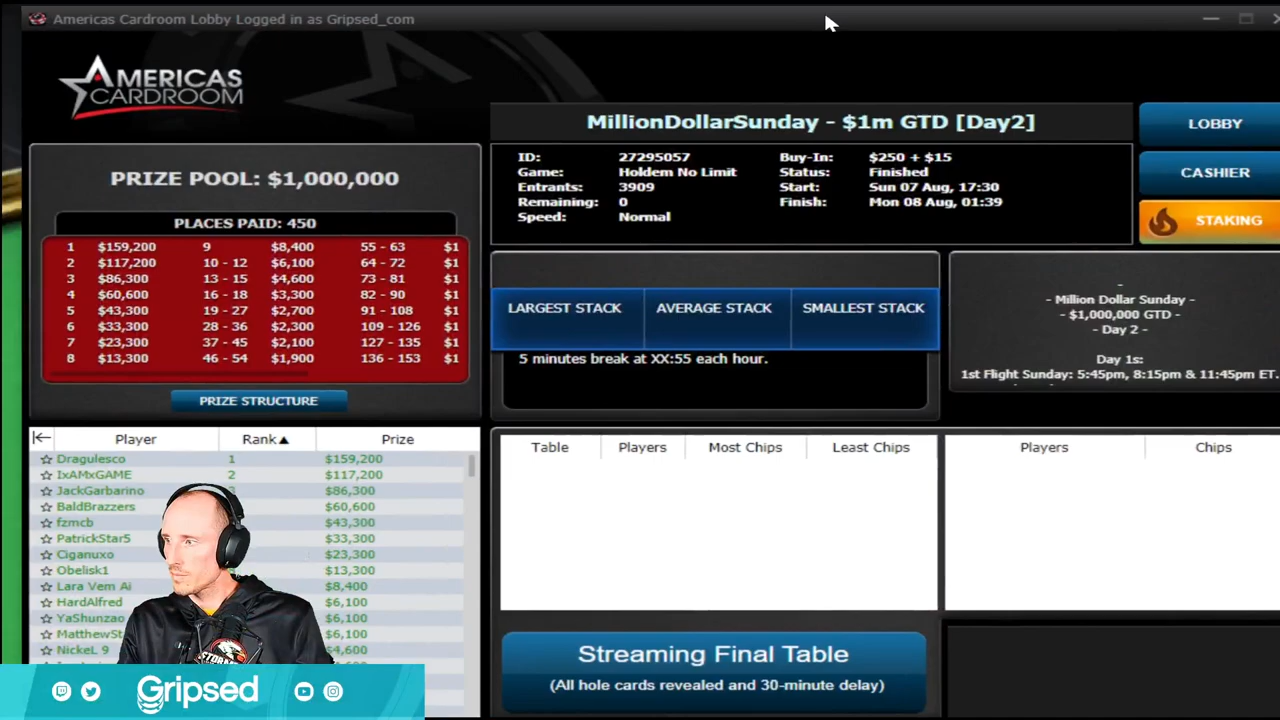 Americas Cardroom Lobby Logged in as Gripsed_com
AMERICAS
CARDROOM
MillionDollarSunday - $1m GTD [Day2]
LOBBY
CASHIER
STAKING
PRIZE POOL: $1,000,000
PLACES PAID: 450
1 $159,200 9 $8,400 55 - 63 $1
2 $117,200 10 - 12 $6,100 64 - 72 $1
3 $86,300 13 - 15 $4,600 73 - 81 $1
4 $60,600 16 - 18 $3,300 82 - 90 $1
5 $43,300 19 - 27 $2,700 91 - 108 $1
6 $33,300 28 - 36 $2,300 109 - 126 $1
7 $23,300 37 - 45 $2,100 127 - 135 $1
8 $13,300 46 - 54 $1,900 136 - 153 $1
PRIZE STRUCTURE
ID: 27295057 Buy-In: $250 + $15
Game: Holdem No Limit Status: Finished
Entrants: 3909 Start: Sun 07 Aug, 17:30
Remaining: 0 Finish: Mon 08 Aug, 01:39
Speed: Normal
LARGEST STACK AVERAGE STACK SMALLEST STACK
5 minutes break at XX:55 each hour.
-
- Million Dollar Sunday -
- $1,000,000 GTD -
- Day 2 -
Day 1s:
1st Flight Sunday: 5:45pm, 8:15pm & 11:45pm ET.
Player Rank Prize
Dragulesco 1 $159,200
IxAMxGAME 2 $117,200
JackGarbarino $86,300
BaldBrazzers $60,600
fzmcb $43,300
PatrickStar5 $33,300
Ciganuxo $23,300
Obelisk1 $13,300
Lara Vem Ai $8,400
HardAlfred $6,100
YaShunzao $6,100
MatthewSt $6,100
NickeL 9 $4,600
Table Players Most Chips Least Chips
Players Chips
Streaming Final Table
(All hole cards revealed and 30-minute delay)
Gripsed